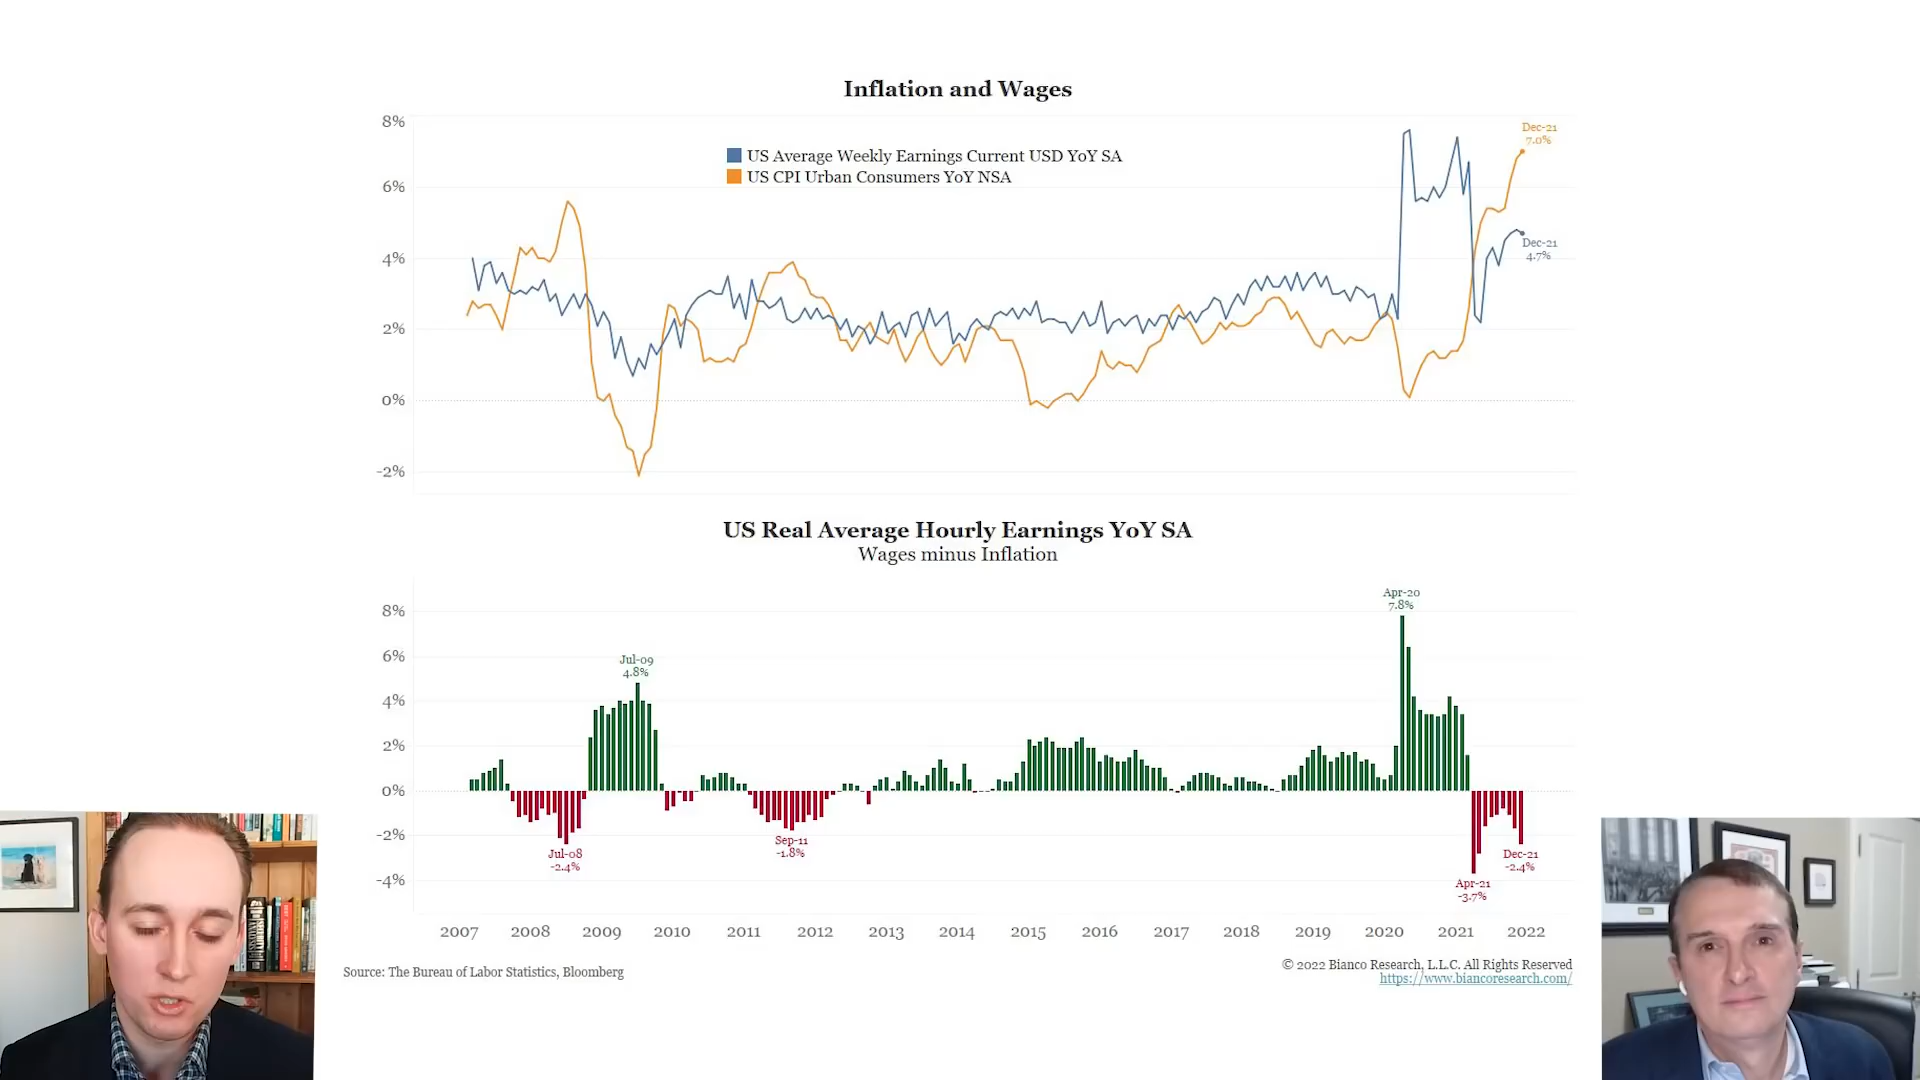 Inflation and Wages
8%
6%
4%
2%
0%
-2%
US Average Weekly Earnings Current USD YoY SA
US CPI Urban Consumers YoY NSA
Dec-21
7.0%
Dec-21
4.7%
US Real Average Hourly Earnings YoY SA
Wages minus Inflation
8%
6%
4%
2%
0%
-2%
-4%
Apr-20
7.8%
Jul-09
4.8%
Jul-08
-2.4%
Sep-11
-1.8%
Dec-21
-2.4%
Apr-21
-3.7%
2007 2008 2009 2010 2011 2012 2013 2014 2015 2016 2017 2018 2019 2020 2021 2022
Source: The Bureau of Labor Statistics, Bloomberg
© 2022 Bianco Research, L.L.C. All Rights Reserved
https://www.biancoresearch.com/